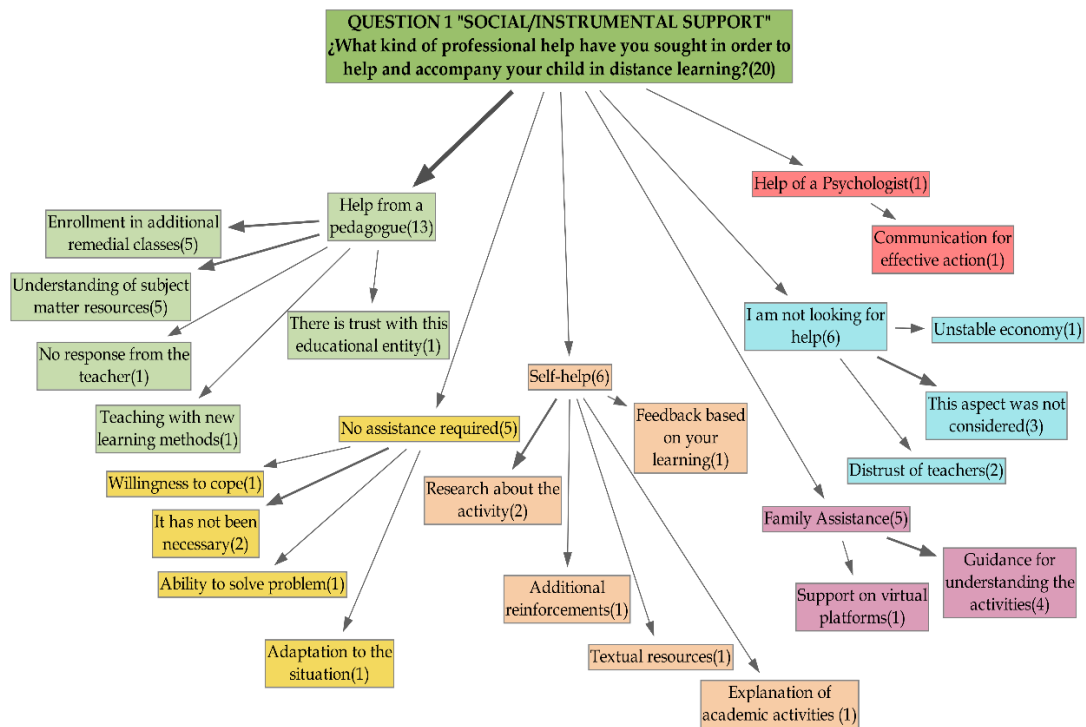 QUESTION 1 "SOCIAL/INSTRUMENTAL SUPPORT"
¿What kind of professional help have you sought in order to
help and accompany your child in distance learning?(20)
Help from a
pedagogue(13)
Enrollment in additional
remedial classes(5)
Understanding of subject
matter resources(5)
No response from the
teacher(1)
Teaching with new
learning methods(1)
There is trust with this
educational entity(1)
No assistance required(5)
Willingness to cope(1)
It has not been
necessary(2)
Ability to solve problem(1)
Adaptation to the
situation(1)
Self-help(6)
Feedback based
on your
learning(1)
Research about the
activity(2)
Additional
reinforcements(1)
Textual resources(1)
Explanation of
academic activities (1)
Help of a Psychologist(1)
Communication for
effective action(1)
I am not looking for
help(6)
Unstable economy(1)
This aspect was not
considered(3)
Distrust of teachers(2)
Family Assistance(5)
Guidance for
understanding the
activities(4)
Support on virtual
platforms(1)